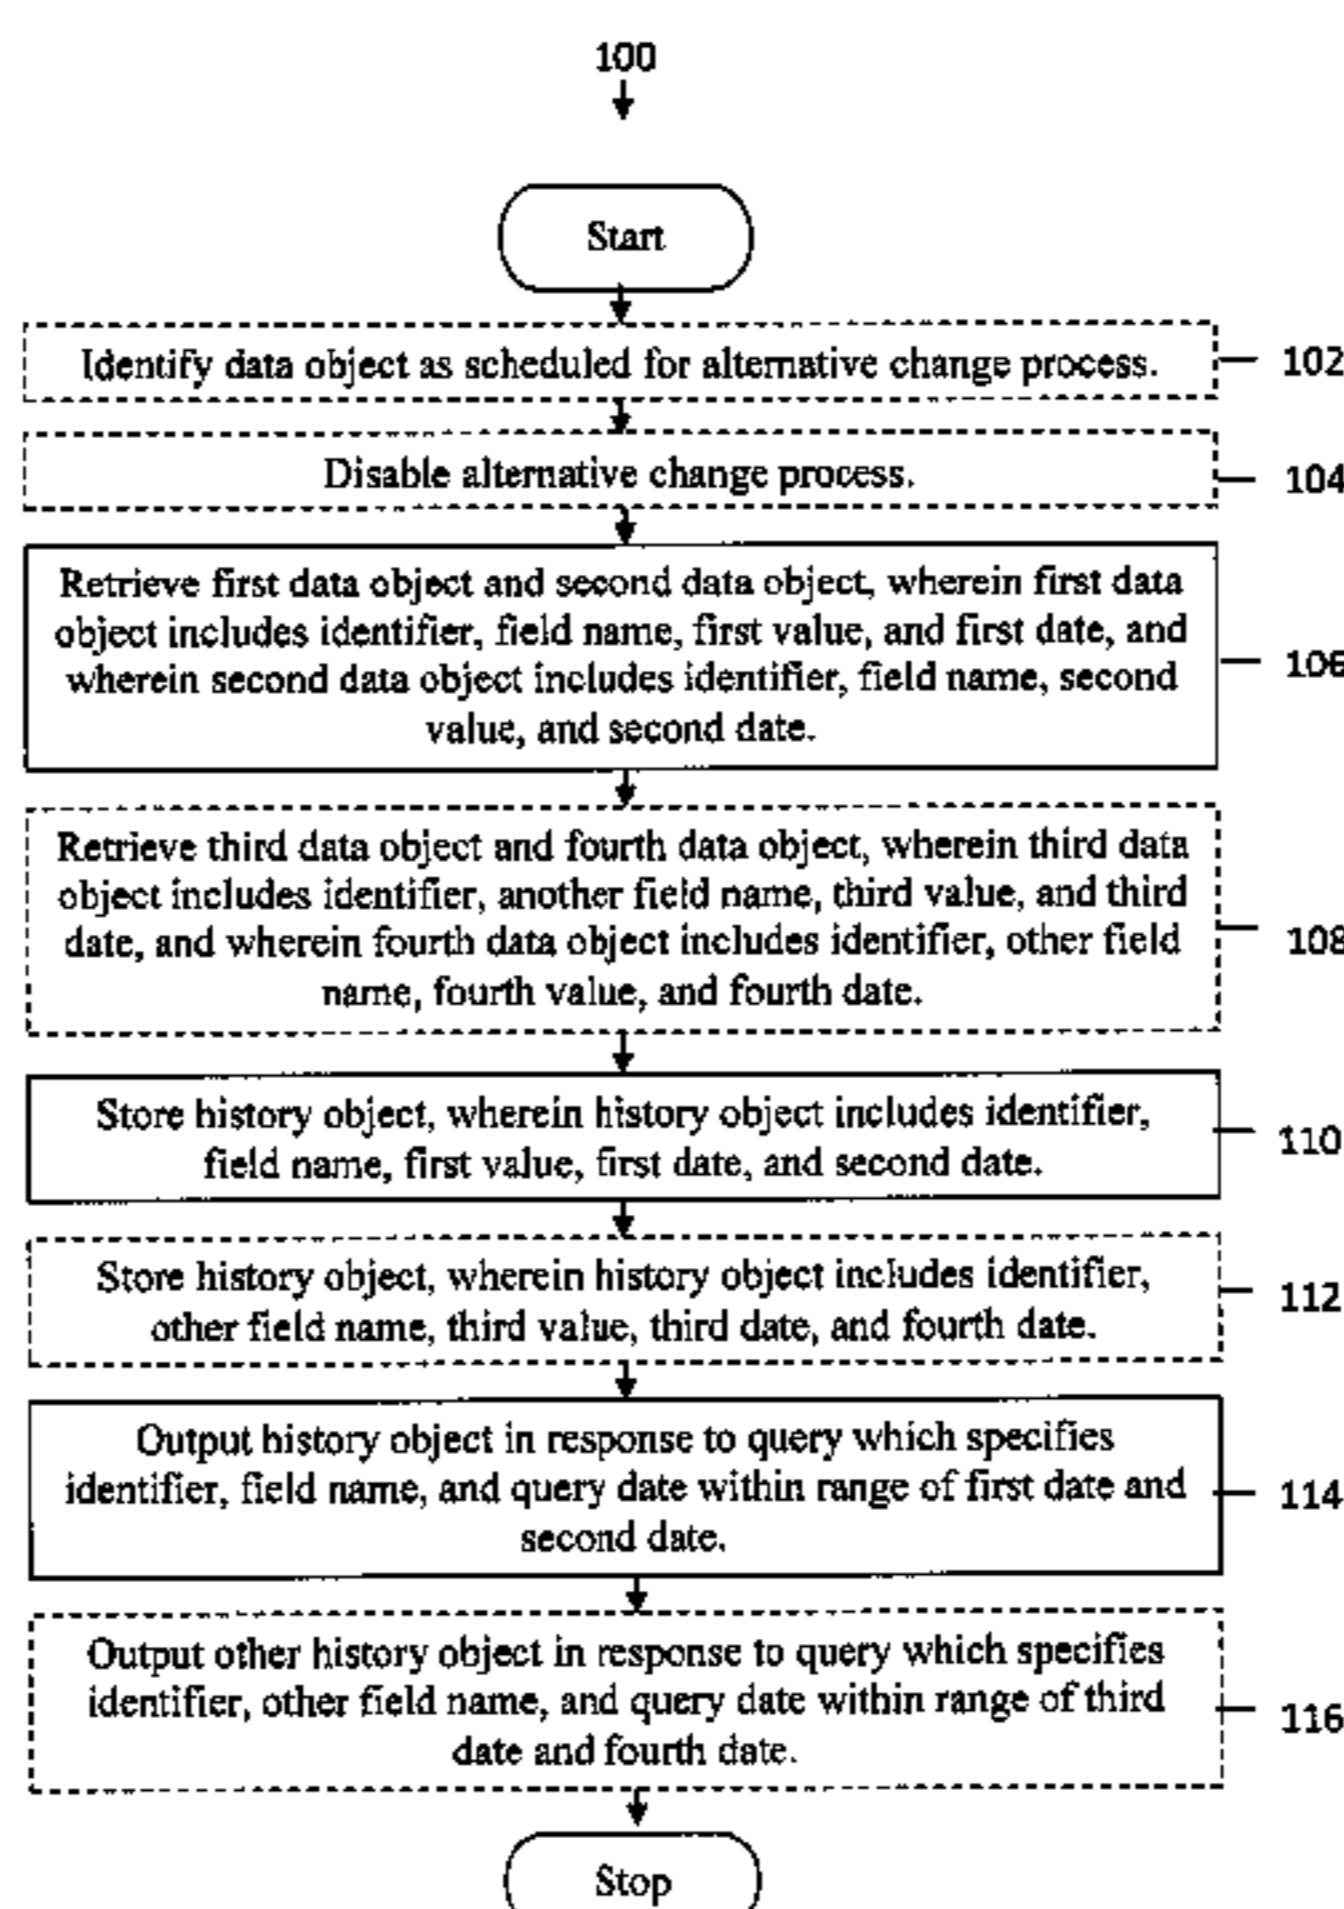 100
Start
Identify data object as scheduled for alternative change process.
102
Disable alternative change process.
104
Retrieve first data object and second data object, wherein first data
object includes identifier, field name, first value, and first date, and
wherein second data object includes identifier, field name, second
value, and second date.
106
Retrieve third data object and fourth data object, wherein third data
object includes identifier, another field name, third value, and third
date, and wherein fourth data object includes identifier, other field
name, fourth value, and fourth date.
108
Store history object, wherein history object includes identifier,
field name, first value, first date, and second date.
110
Store history object, wherein history object includes identifier,
other field name, third value, third date, and fourth date.
112
Output history object in response to query which specifies
identifier, field name, and query date within range of first date and
second date.
114
Output other history object in response to query which specifies
identifier, other field name, and query date within range of third
date and fourth date.
116
Stop